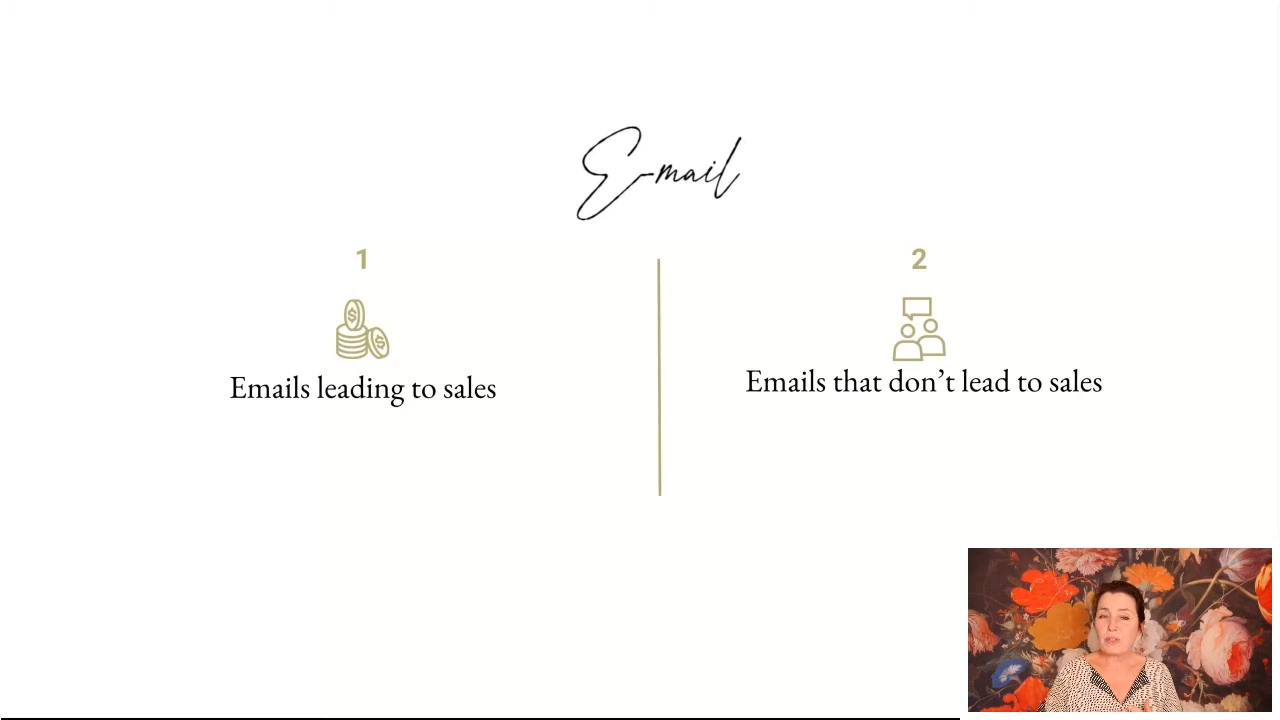 E-mail
1
Emails leading to sales
2
Emails that don’t lead to sales